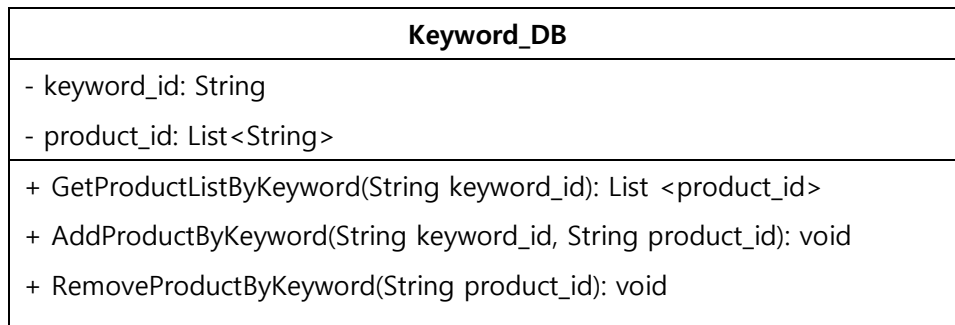 Keyword_DB
- keyword_id: String
- product_id: List<String>
+ GetProductListByKeyword(String keyword_id): List <product_id>
+ AddProductByKeyword(String keyword_id, String product_id): void
+ RemoveProductByKeyword(String product_id): void